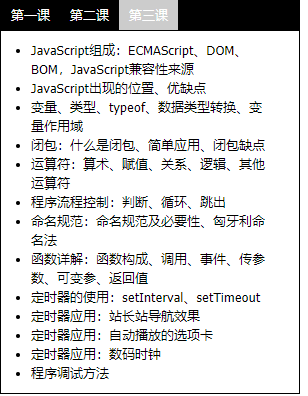 第一课 第二课 第三课
JavaScript组成：ECMAScript、DOM、
BOM，JavaScript兼容性来源
JavaScript出现的位置、优缺点
变量、类型、typeof、数据类型转换、变
量作用域
闭包：什么是闭包、简单应用、闭包缺点
运算符：算术、赋值、关系、逻辑、其他
运算符
程序流程控制：判断、循环、跳出
命名规范：命名规范及必要性、匈牙利命
名法
函数详解：函数构成、调用、事件、传参
数、可变参、返回值
定时器的使用：setInterval、setTimeout
定时器应用：站长站导航效果
定时器应用：自动播放的选项卡
定时器应用：数码时钟
程序调试方法